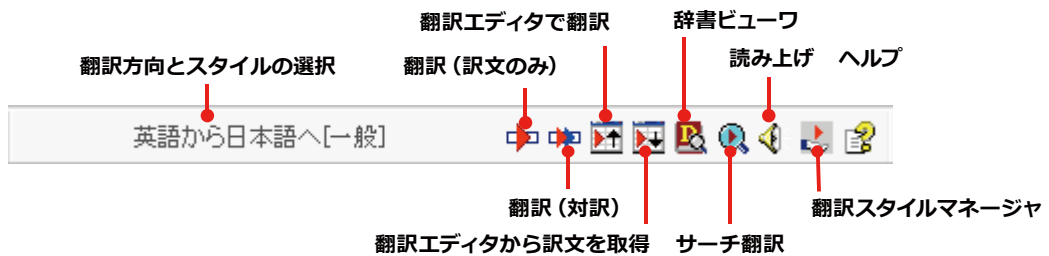 翻訳エディタで翻訳 辞書ビューワ
翻訳方向とスタイルの選択 翻訳（訳文のみ） 読み上げ ヘルプ
英語から日本語へ[一般]
翻訳（対訳） 翻訳スタイルマネージャ
翻訳エディタから訳文を取得 サーチ翻訳